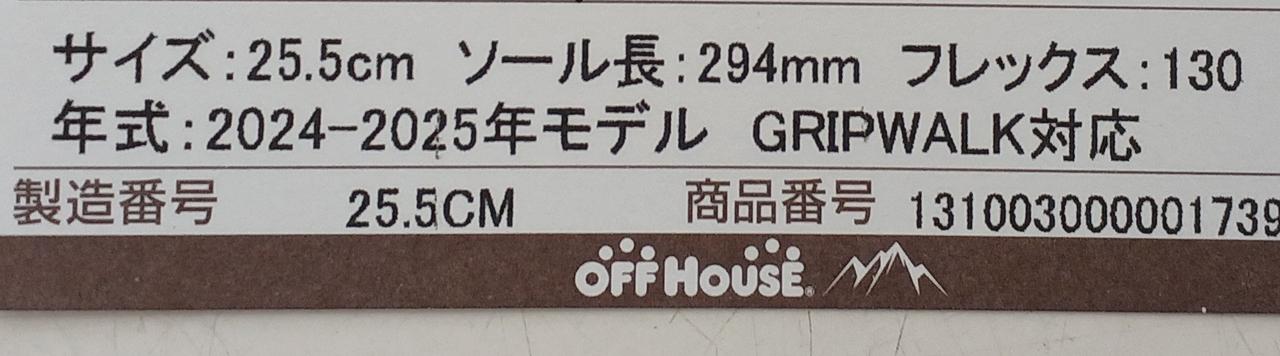 サイズ:25.5cm ソール長:294mm フレックス:130
年式:2024-2025年モデル GRIPWALK対応
製造番号 25.5CM 商品番号 1310030000001739
OFF HOUSE